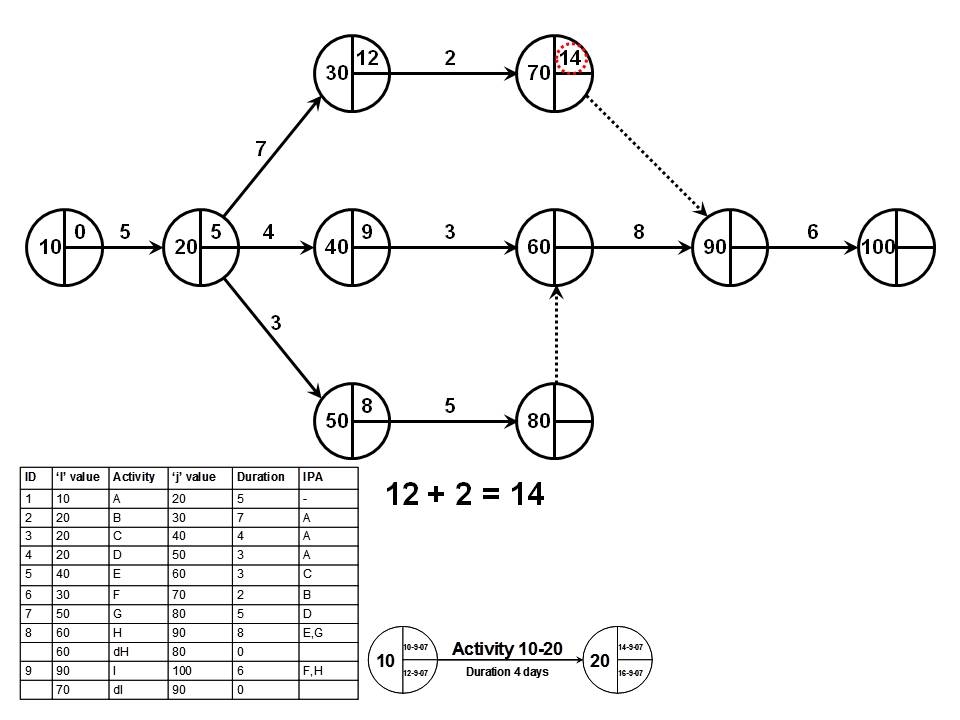 30 12 2 70 14
7
10 0 5 20 5 4 40 9 3 60 8 90 6 100
3
50 8 5 80
ID ‘I’ value Activity ‘j’ value Duration IPA
1 10 A 20 5 -
2 20 B 30 7 A
3 20 C 40 4 A
4 20 D 50 3 A
5 40 E 60 3 C
6 30 F 70 2 B
7 50 G 80 5 D
8 60 H 90 8 E,G
60 dH 80 0
9 90 I 100 6 F,H
70 dI 90 0
12 + 2 = 14
10 10-9-07 12-9-07 Activity 10-20 20 14-9-07 16-9-07
Duration 4 days